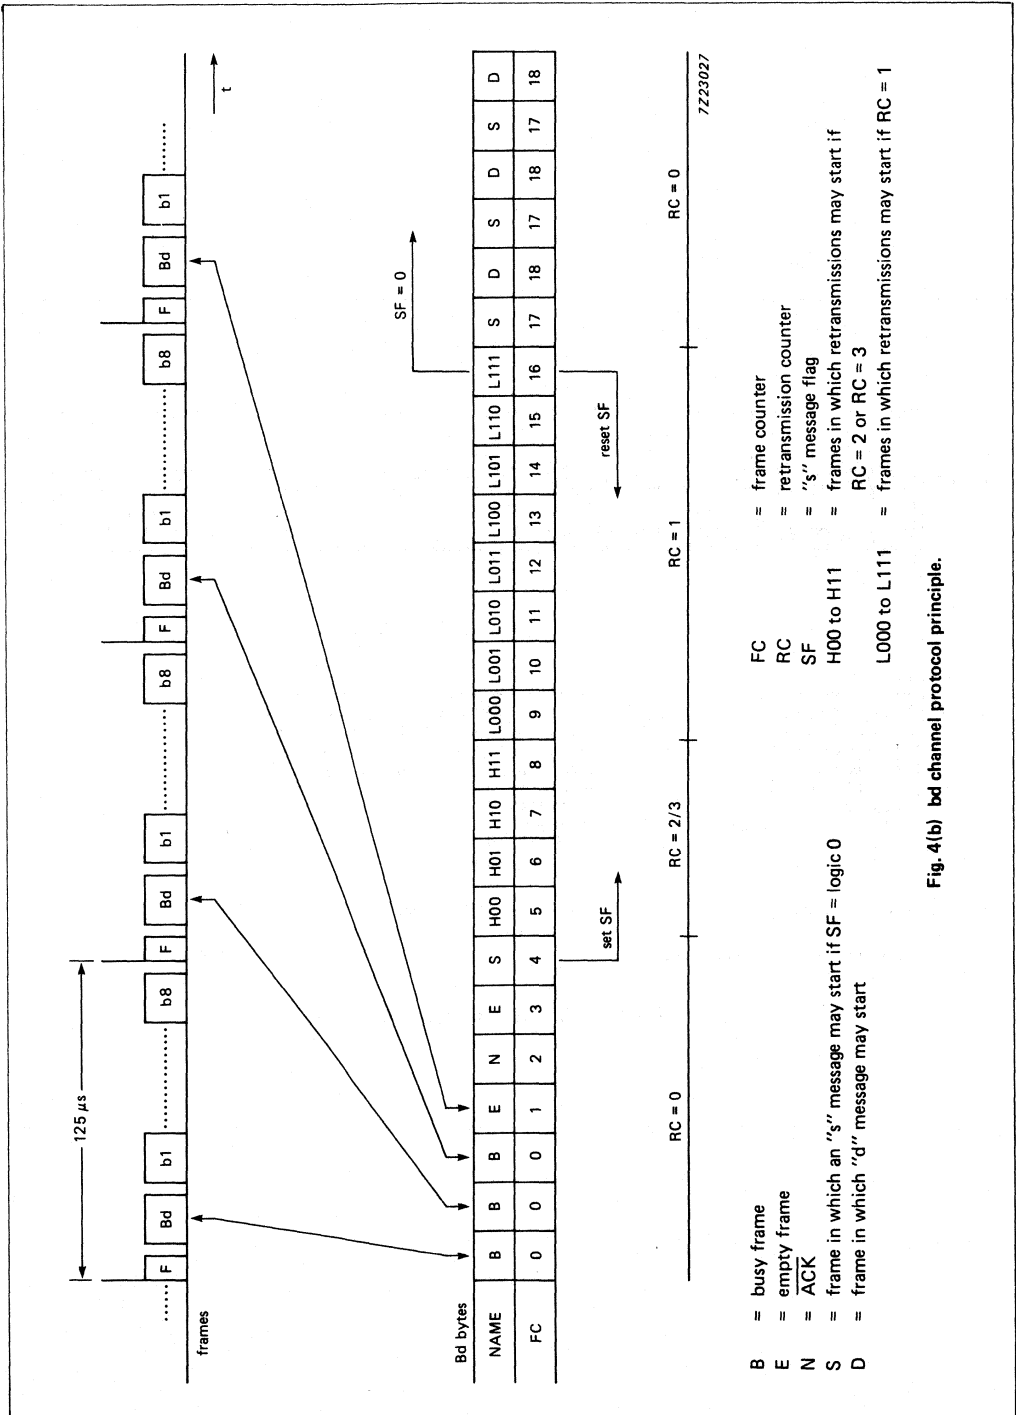 125 μs
...... F Bd b1 ........ b8 F Bd b1 ........ b8 F Bd b1 ........ b8 F Bd b1 ........
frames
t
SF = 0
Bd bytes
NAME B B B E N E S H00 H01 H10 H11 L000 L001 L010 L011 L100 L101 L110 L111 S D S D S D
FC 0 0 0 1 2 3 4 5 6 7 8 9 10 11 12 13 14 15 16 17 18 17 18 17 18
set SF
reset SF
RC = 0 RC = 2/3 RC = 1 RC = 0
7Z23027
B = busy frame
E = empty frame
N = A̅C̅K̅
S = frame in which an "s" message may start if SF = logic 0
D = frame in which "d" message may start
FC = frame counter
RC = retransmission counter
SF = "s" message flag
H00 to H11 = frames in which retransmissions may start if
RC = 2 or RC = 3
L000 to L111 = frames in which retransmissions may start if RC = 1
Fig. 4(b) bd channel protocol principle.